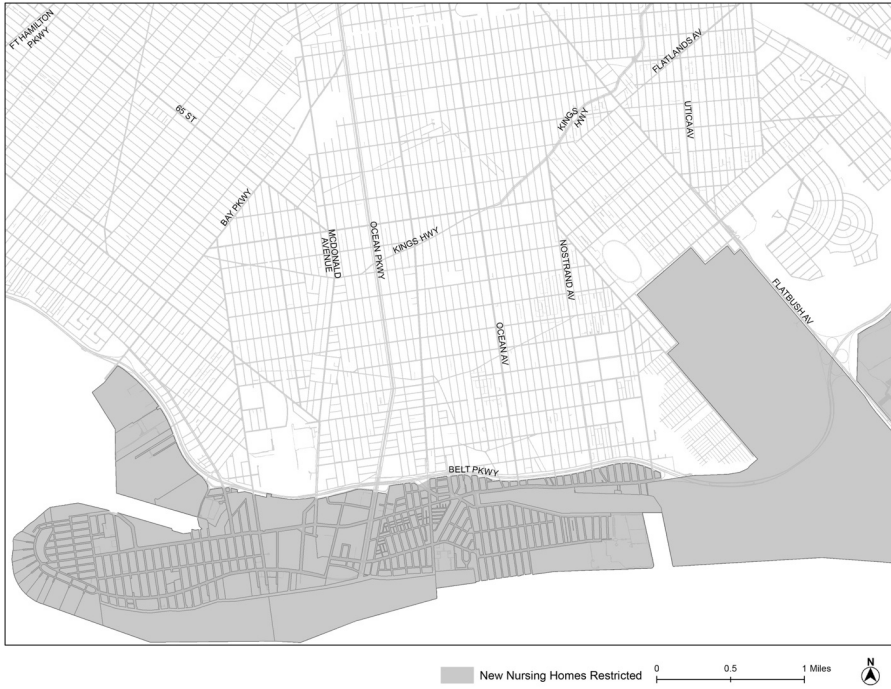 FT HAMILTON
PKWY
FLATLANDS AV
65 ST
KINGS
HWY
UTICA AV
BAY PKWY
MCDONALD
AVENUE
OCEAN PKWY
KINGS HWY
NOSTRAND AV
FLATBUSH AV
OCEAN AV
BELT PKWY
New Nursing Homes Restricted
0 0.5 1 Miles
N